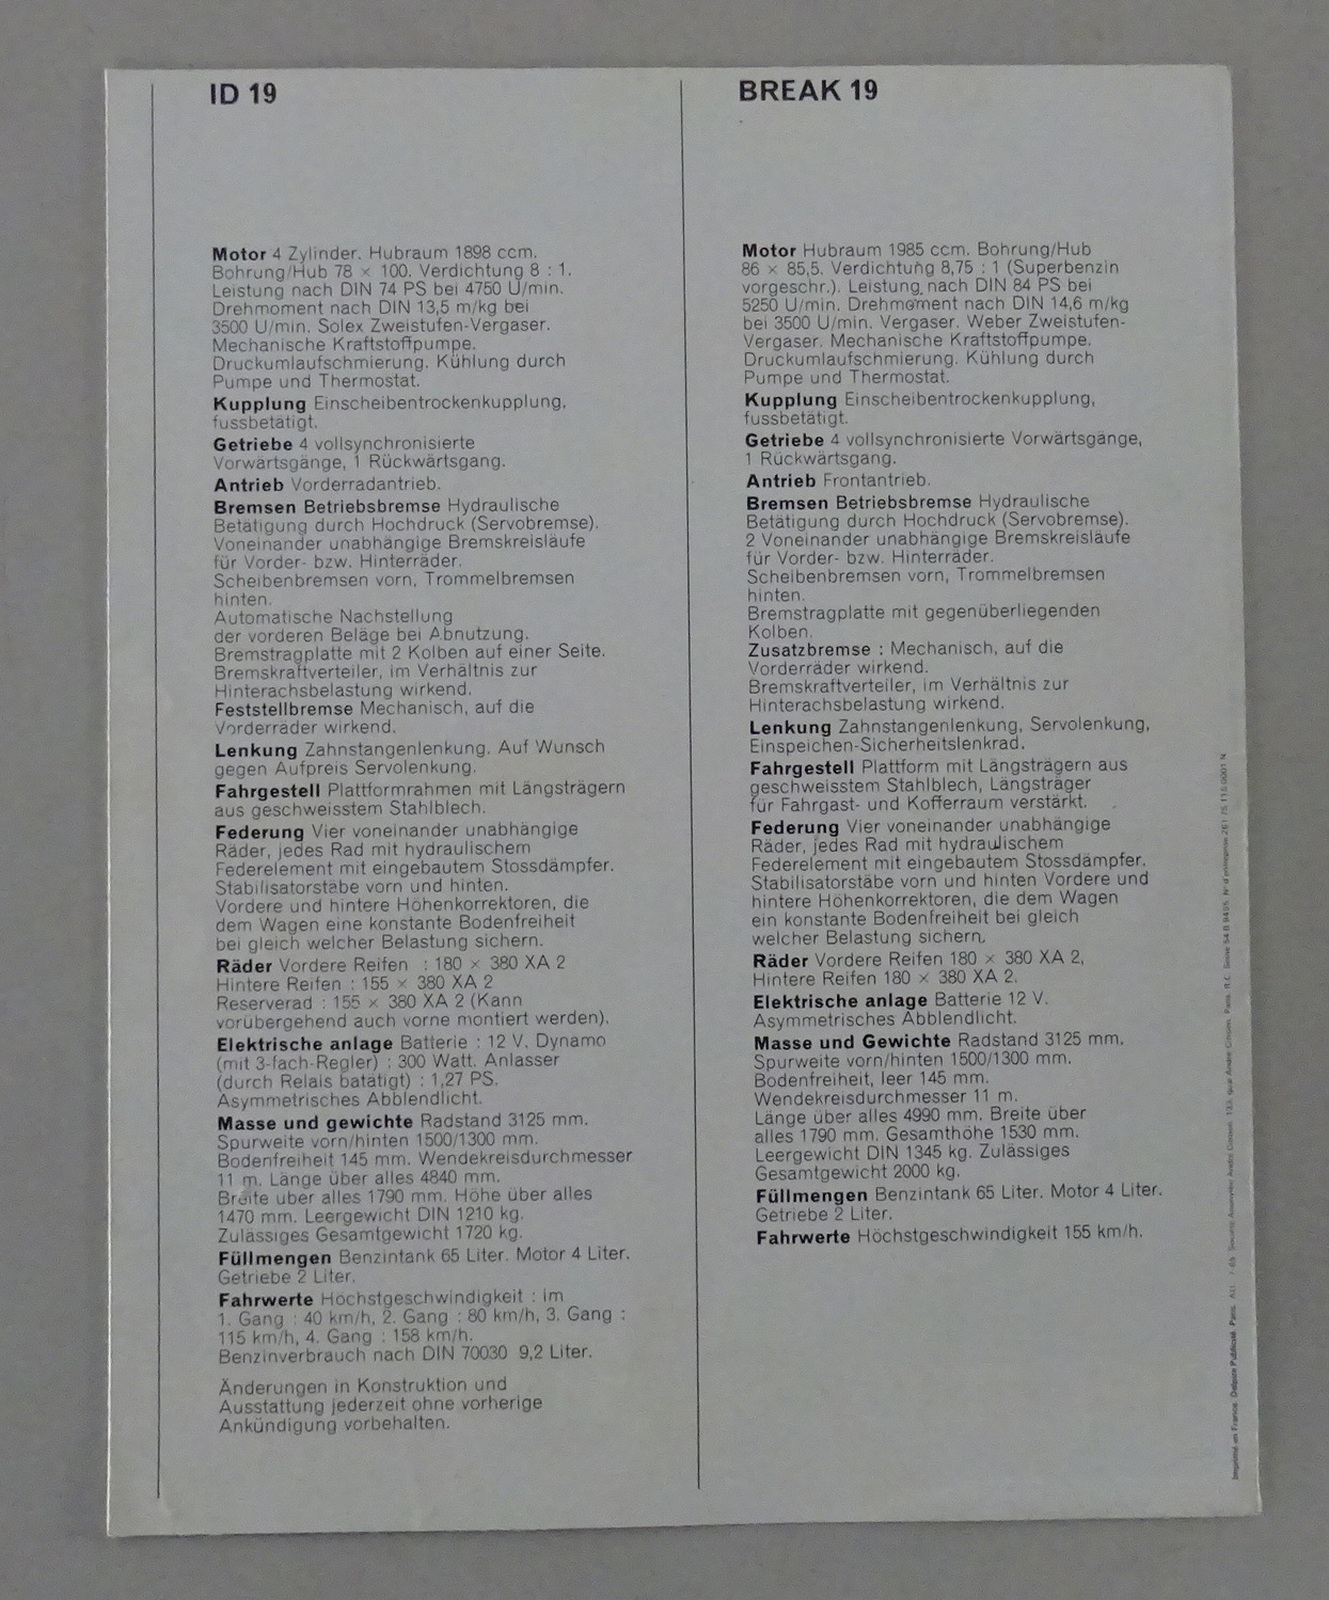 ID 19
Motor 4 Zylinder. Hubraum 1898 ccm.
Bohrung/Hub 78 × 100. Verdichtung 8 : 1.
Leistung nach DIN 74 PS bei 4750 U/min.
Drehmoment nach DIN 13,5 m/kg bei
3500 U/min. Solex Zweistufen-Vergaser.
Mechanische Kraftstoffpumpe.
Druckumlaufschmierung. Kühlung durch
Pumpe und Thermostat.
Kupplung Einscheibentrockenkupplung,
fussbetätigt.
Getriebe 4 vollsynchronisierte
Vorwärtsgänge, 1 Rückwärtsgang.
Antrieb Vorderradantrieb.
Bremsen Betriebsbremse Hydraulische
Betätigung durch Hochdruck (Servobremse).
Voneinander unabhängige Bremskreisläufe
für Vorder- bzw. Hinterräder.
Scheibenbremsen vorn, Trommelbremsen
hinten.
Automatische Nachstellung
der vorderen Beläge bei Abnutzung.
Bremstragplatte mit 2 Kolben auf einer Seite.
Bremskraftverteiler, im Verhältnis zur
Hinterachsbelastung wirkend.
Feststellbremse Mechanisch, auf die
Vorderräder wirkend.
Lenkung Zahnstangenlenkung. Auf Wunsch
gegen Aufpreis Servolenkung.
Fahrgestell Plattformrahmen mit Längsträgern
aus geschweisstem Stahlblech.
Federung Vier voneinander unabhängige
Räder, jedes Rad mit hydraulischem
Federelement mit eingebautem Stossdämpfer.
Stabilisatorstäbe vorn und hinten.
Vordere und hintere Höhenkorrektoren, die
dem Wagen eine konstante Bodenfreiheit
bei gleich welcher Belastung sichern.
Räder Vordere Reifen : 180 × 380 XA 2
Hintere Reifen : 155 × 380 XA 2
Reserverad : 155 × 380 XA 2 (Kann
vorübergehend auch vorne montiert werden).
Elektrische anlage Batterie : 12 V. Dynamo
(mit 3-fach-Regler) : 300 Watt. Anlasser
(durch Relais batätigt) : 1,27 PS.
Asymmetrisches Abblendlicht.
Masse und gewichte Radstand 3125 mm.
Spurweite vorn/hinten 1500/1300 mm.
Bodenfreiheit 145 mm. Wendekreisdurchmesser
11 m. Länge über alles 4840 mm.
Breite über alles 1790 mm. Höhe über alles
1470 mm. Leergewicht DIN 1210 kg.
Zulässiges Gesamtgewicht 1720 kg.
Füllmengen Benzintank 65 Liter. Motor 4 Liter.
Getriebe 2 Liter.
Fahrwerte Höchstgeschwindigkeit : im
1. Gang : 40 km/h, 2. Gang : 80 km/h, 3. Gang :
115 km/h, 4. Gang : 158 km/h.
Benzinverbrauch nach DIN 70030 9,2 Liter.
Änderungen in Konstruktion und
Ausstattung jederzeit ohne vorherige
Ankündigung vorbehalten.
BREAK 19
Motor Hubraum 1985 ccm. Bohrung/Hub
86 × 85,5. Verdichtung 8,75 : 1 (Superbenzin
vorgeschr.). Leistung nach DIN 84 PS bei
5250 U/min. Drehmoment nach DIN 14,6 m/kg
bei 3500 U/min. Vergaser. Weber Zweistufen-
Vergaser. Mechanische Kraftstoffpumpe.
Druckumlaufschmierung. Kühlung durch
Pumpe und Thermostat.
Kupplung Einscheibentrockenkupplung,
fussbetätigt.
Getriebe 4 vollsynchronisierte Vorwärtsgänge,
1 Rückwärtsgang.
Antrieb Frontantrieb.
Bremsen Betriebsbremse Hydraulische
Betätigung durch Hochdruck (Servobremse).
2 Voneinander unabhängige Bremskreisläufe
für Vorder- bzw. Hinterräder.
Scheibenbremsen vorn, Trommelbremsen
hinten.
Bremstragplatte mit gegenüberliegenden
Kolben.
Zusatzbremse : Mechanisch, auf die
Vorderräder wirkend.
Bremskraftverteiler, im Verhältnis zur
Hinterachsbelastung wirkend.
Lenkung Zahnstangenlenkung, Servolenkung,
Einspeichen-Sicherheitslenkrad.
Fahrgestell Plattform mit Längsträgern aus
geschweisstem Stahlblech, Längsträger
für Fahrgast- und Kofferraum verstärkt.
Federung Vier voneinander unabhängige
Räder, jedes Rad mit hydraulischem
Federelement mit eingebautem Stossdämpfer.
Stabilisatorstäbe vorn und hinten Vordere und
hintere Höhenkorrektoren, die dem Wagen
ein konstante Bodenfreiheit bei gleich
welcher Belastung sichern.
Räder Vordere Reifen 180 × 380 XA 2,
Hintere Reifen 180 × 380 XA 2.
Elektrische anlage Batterie 12 V.
Asymmetrisches Abblendlicht.
Masse und Gewichte Radstand 3125 mm.
Spurweite vorn/hinten 1500/1300 mm.
Bodenfreiheit, leer 145 mm.
Wendekreisdurchmesser 11 m.
Länge über alles 4990 mm. Breite über
alles 1790 mm. Gesamthöhe 1530 mm.
Leergewicht DIN 1345 kg. Zulässiges
Gesamtgewicht 2000 kg.
Füllmengen Benzintank 65 Liter. Motor 4 Liter.
Getriebe 2 Liter.
Fahrwerte Höchstgeschwindigkeit 155 km/h.
Imprimé en France. Delpire Publicité. Paris. Société Anonyme André Citroën. 133, quai André Citroën. Paris. R.C. Seine